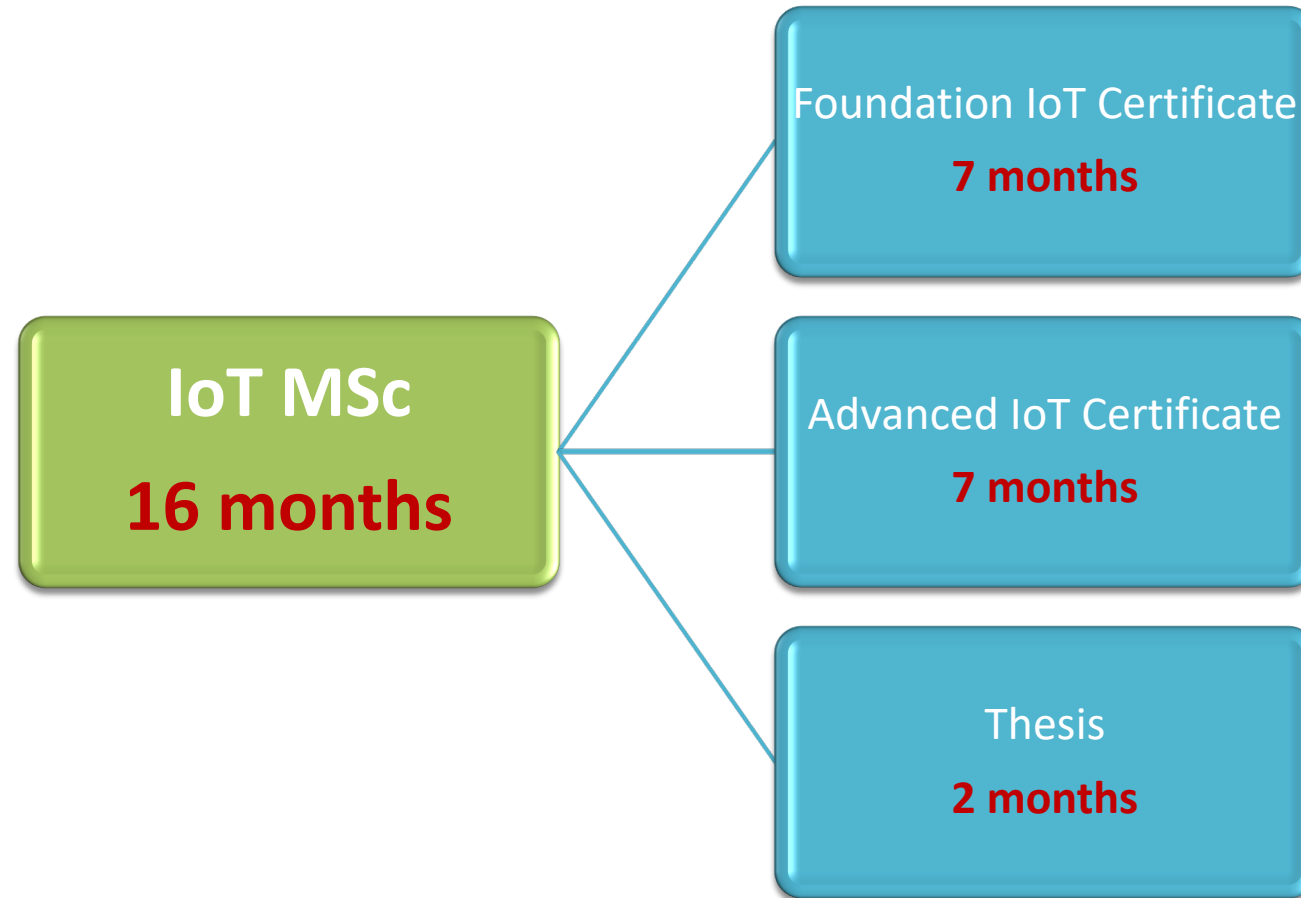 IoT MSc
16 months
Foundation IoT Certificate
7 months
Advanced IoT Certificate
7 months
Thesis
2 months